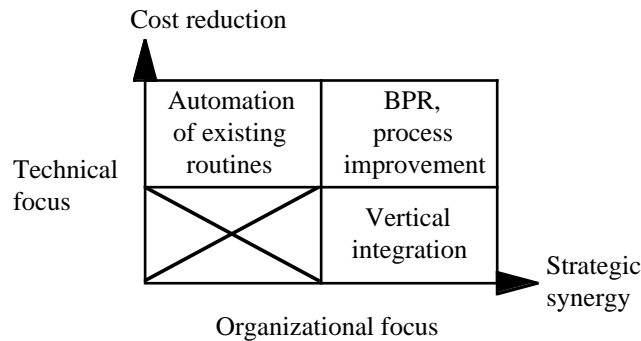 Cost reduction
Automation
of existing
routines
BPR,
process
improvement
Technical
focus
Vertical
integration
Strategic
synergy
Organizational focus